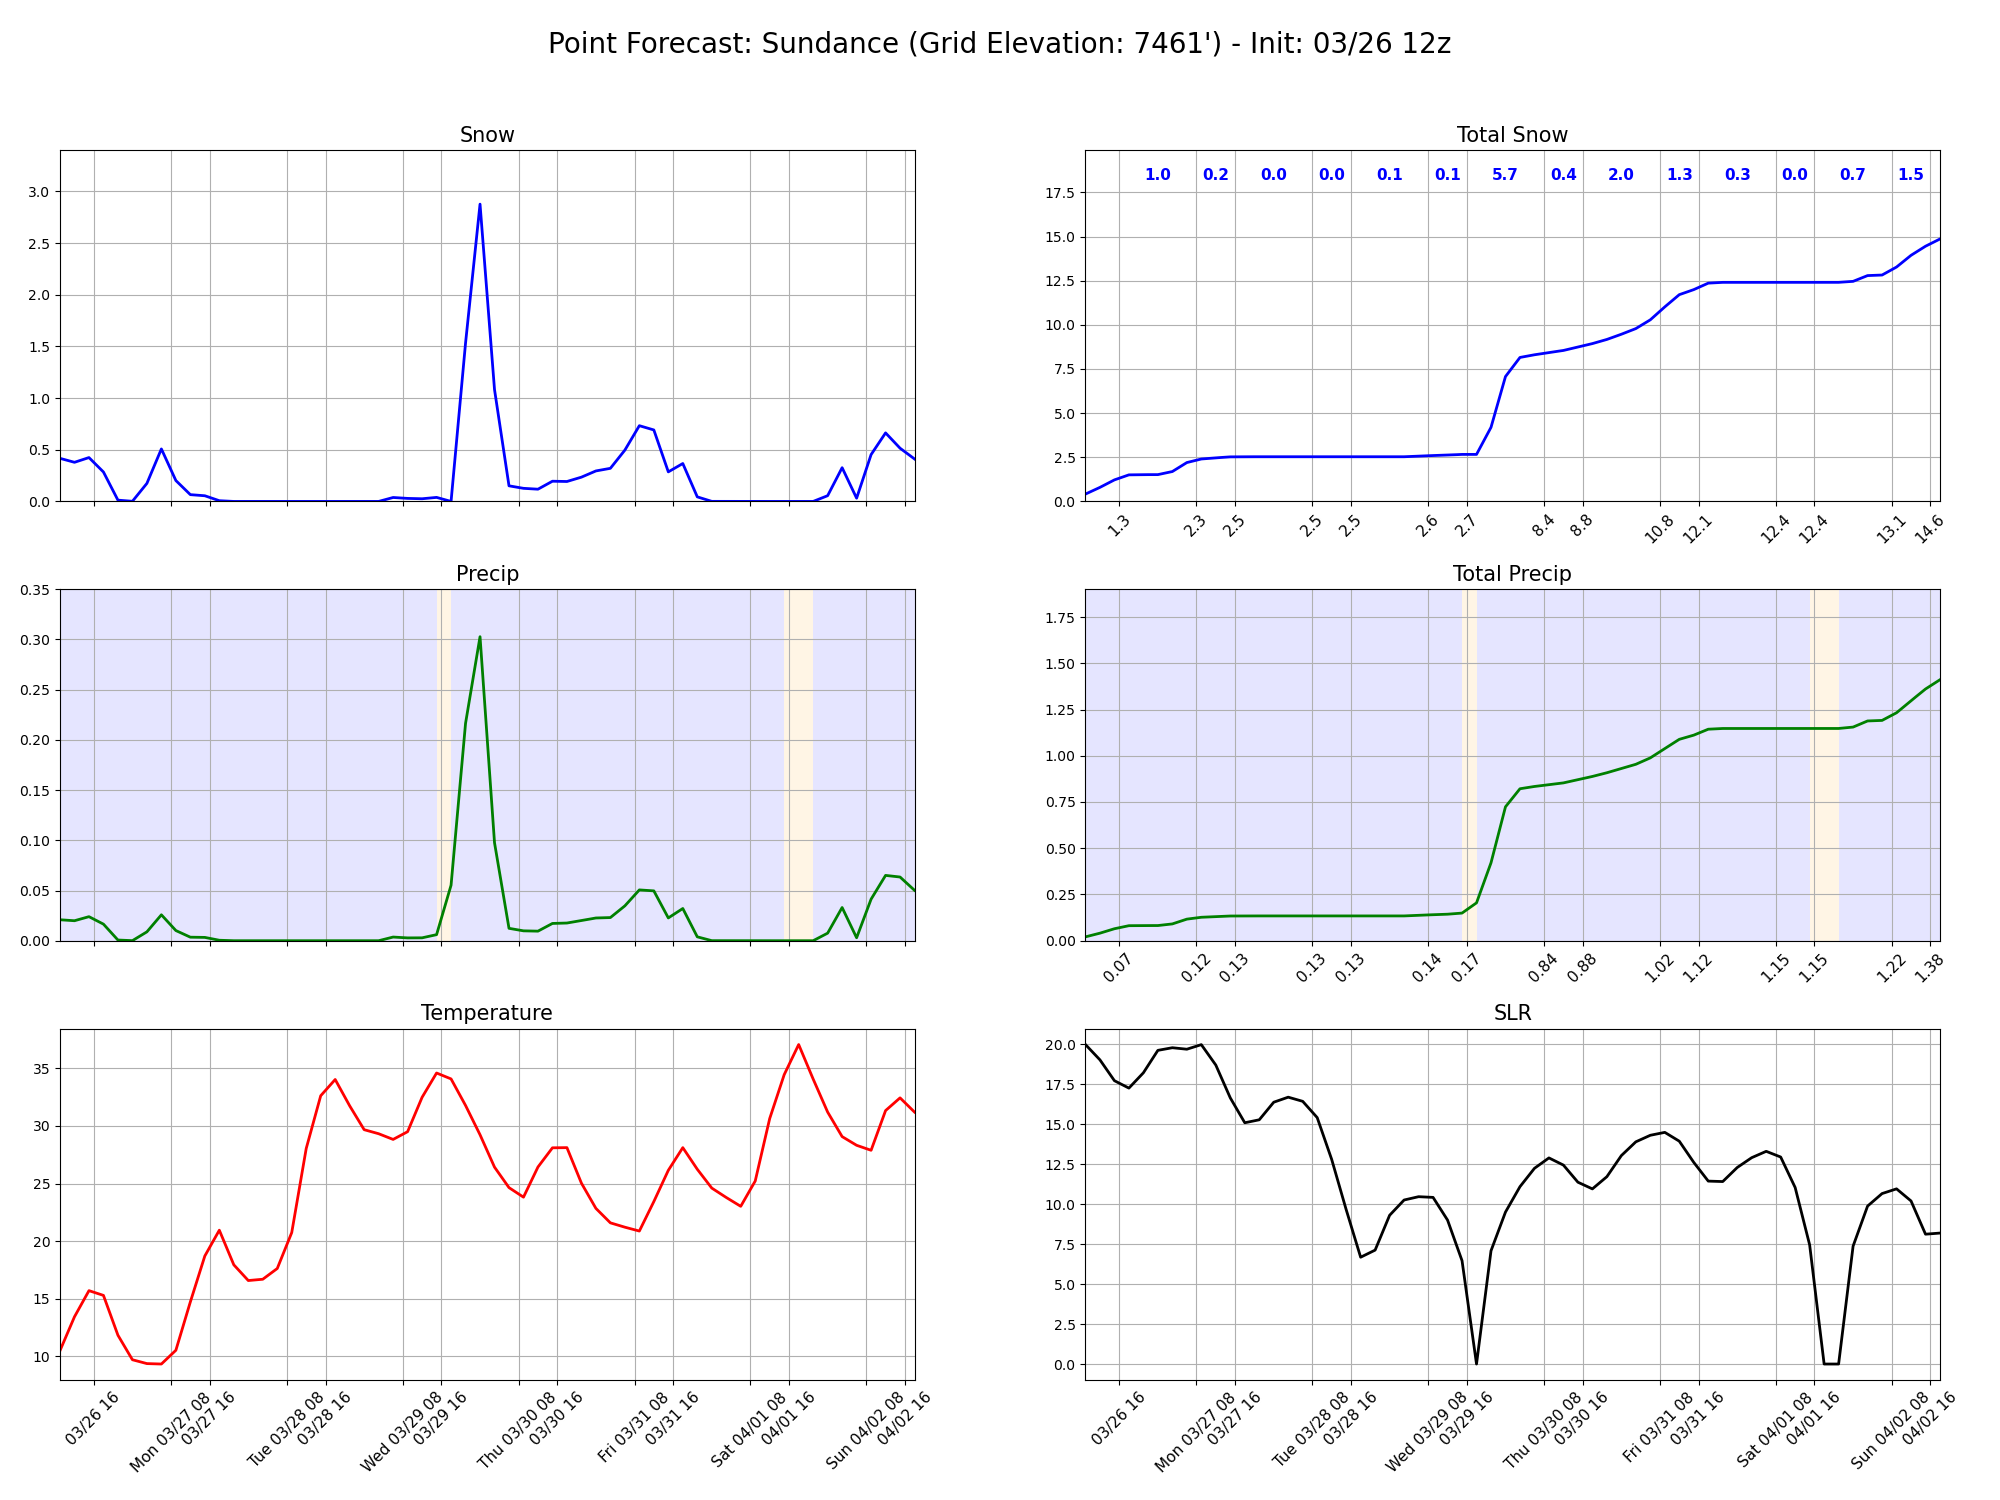 Point Forecast: Sundance (Grid Elevation: 7461') - Init: 03/26 12z
Snow
3.0
2.5
2.0
1.5
1.0
0.5
0.0
Total Snow
1.0 0.2 0.0 0.0 0.1 0.1 5.7 0.4 2.0 1.3 0.3 0.0 0.7 1.5
17.5
15.0
12.5
10.0
7.5
5.0
2.5
0.0
1.3 2.3 2.5 2.5 2.5 2.6 2.7 8.4 8.8 10.8 12.1 12.4 12.4 13.1 14.6
Precip
0.35
0.30
0.25
0.20
0.15
0.10
0.05
0.00
Total Precip
1.75
1.50
1.25
1.00
0.75
0.50
0.25
0.00
0.07 0.12 0.13 0.13 0.13 0.14 0.17 0.84 0.88 1.02 1.12 1.15 1.15 1.22 1.38
Temperature
35
30
25
20
15
10
03/26 16
Mon 03/27 08
03/27 16
Tue 03/28 08
03/28 16
Wed 03/29 08
03/29 16
Thu 03/30 08
03/30 16
Fri 03/31 08
03/31 16
Sat 04/01 08
04/01 16
Sun 04/02 08
04/02 16
SLR
20.0
17.5
15.0
12.5
10.0
7.5
5.0
2.5
0.0
03/26 16
Mon 03/27 08
03/27 16
Tue 03/28 08
03/28 16
Wed 03/29 08
03/29 16
Thu 03/30 08
03/30 16
Fri 03/31 08
03/31 16
Sat 04/01 08
04/01 16
Sun 04/02 08
04/02 16